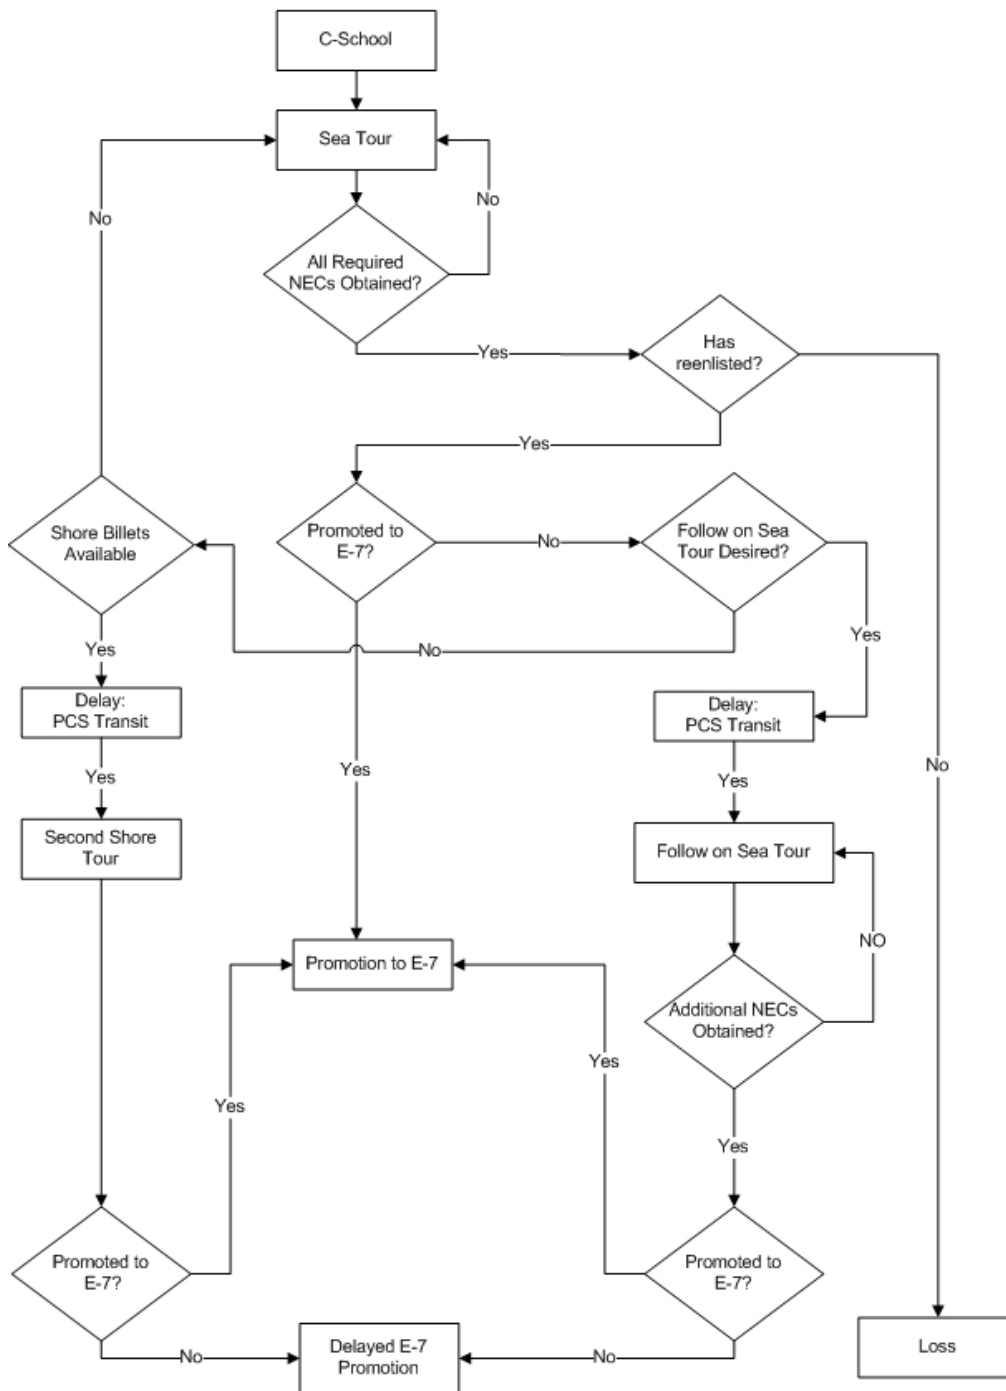 C-School
Sea Tour
No
No
All Required
NECs Obtained?
Has
reenlisted?
Yes
Yes
Shore Billets
Available
Promoted to
E-7?
No
Follow on Sea
Tour Desired?
Yes
Yes
No
Delay:
PCS Transit
Delay:
PCS Transit
Yes
Yes
Yes
No
Second Shore
Tour
Follow on Sea Tour
NO
Promotion to E-7
Additional NECs
Obtained?
Yes
Yes
Yes
Promoted to
E-7?
Promoted to
E-7?
No
Delayed E-7
Promotion
No
Loss